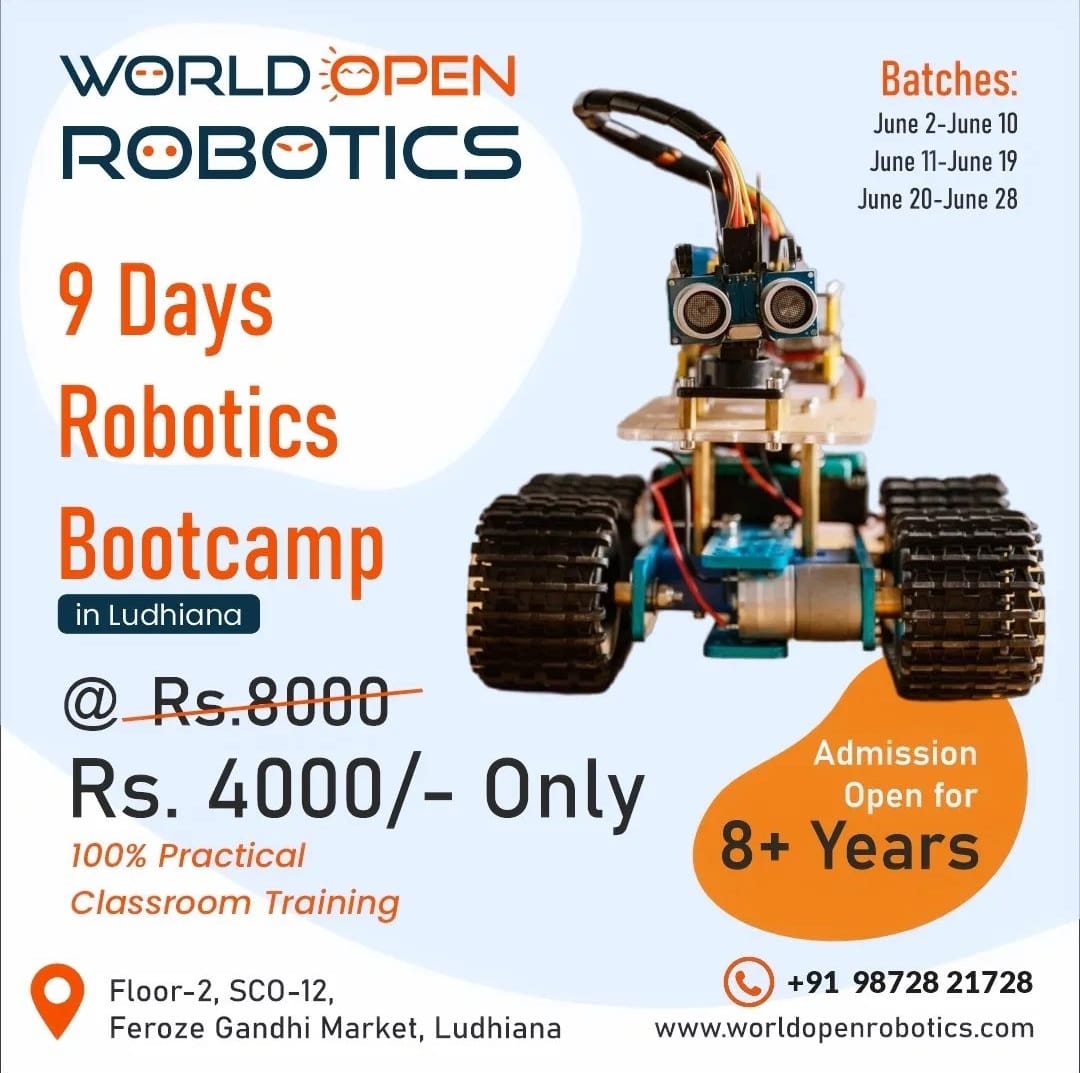 WORLD OPEN
ROBOTICS
Batches:
June 2-June 10
June 11-June 19
June 20-June 28
9 Days
Robotics
Bootcamp
in Ludhiana
@ Rs.8000
Rs. 4000/- Only
100% Practical
Classroom Training
Admission
Open for
8+ Years
Floor-2, SCO-12,
Feroze Gandhi Market, Ludhiana
+91 98728 21728
www.worldopenrobotics.com